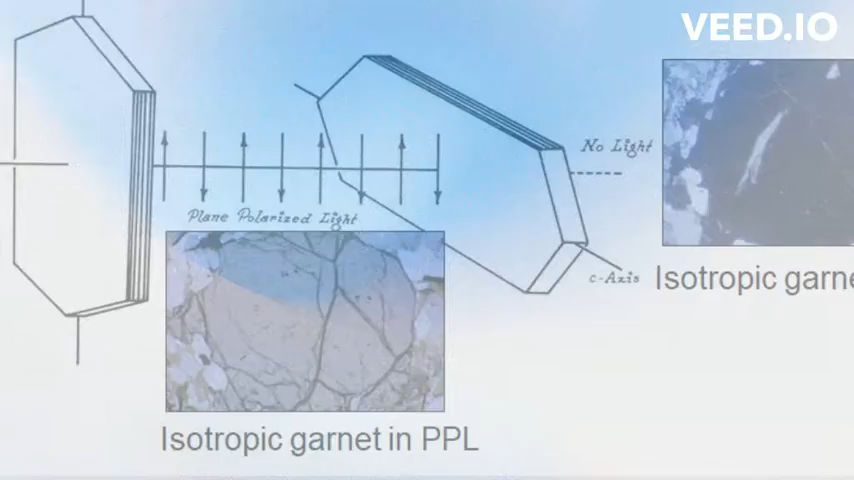 VEED.IO
No Light
Plane Polarized Light
c-Axis
Isotropic garne
Isotropic garnet in PPL